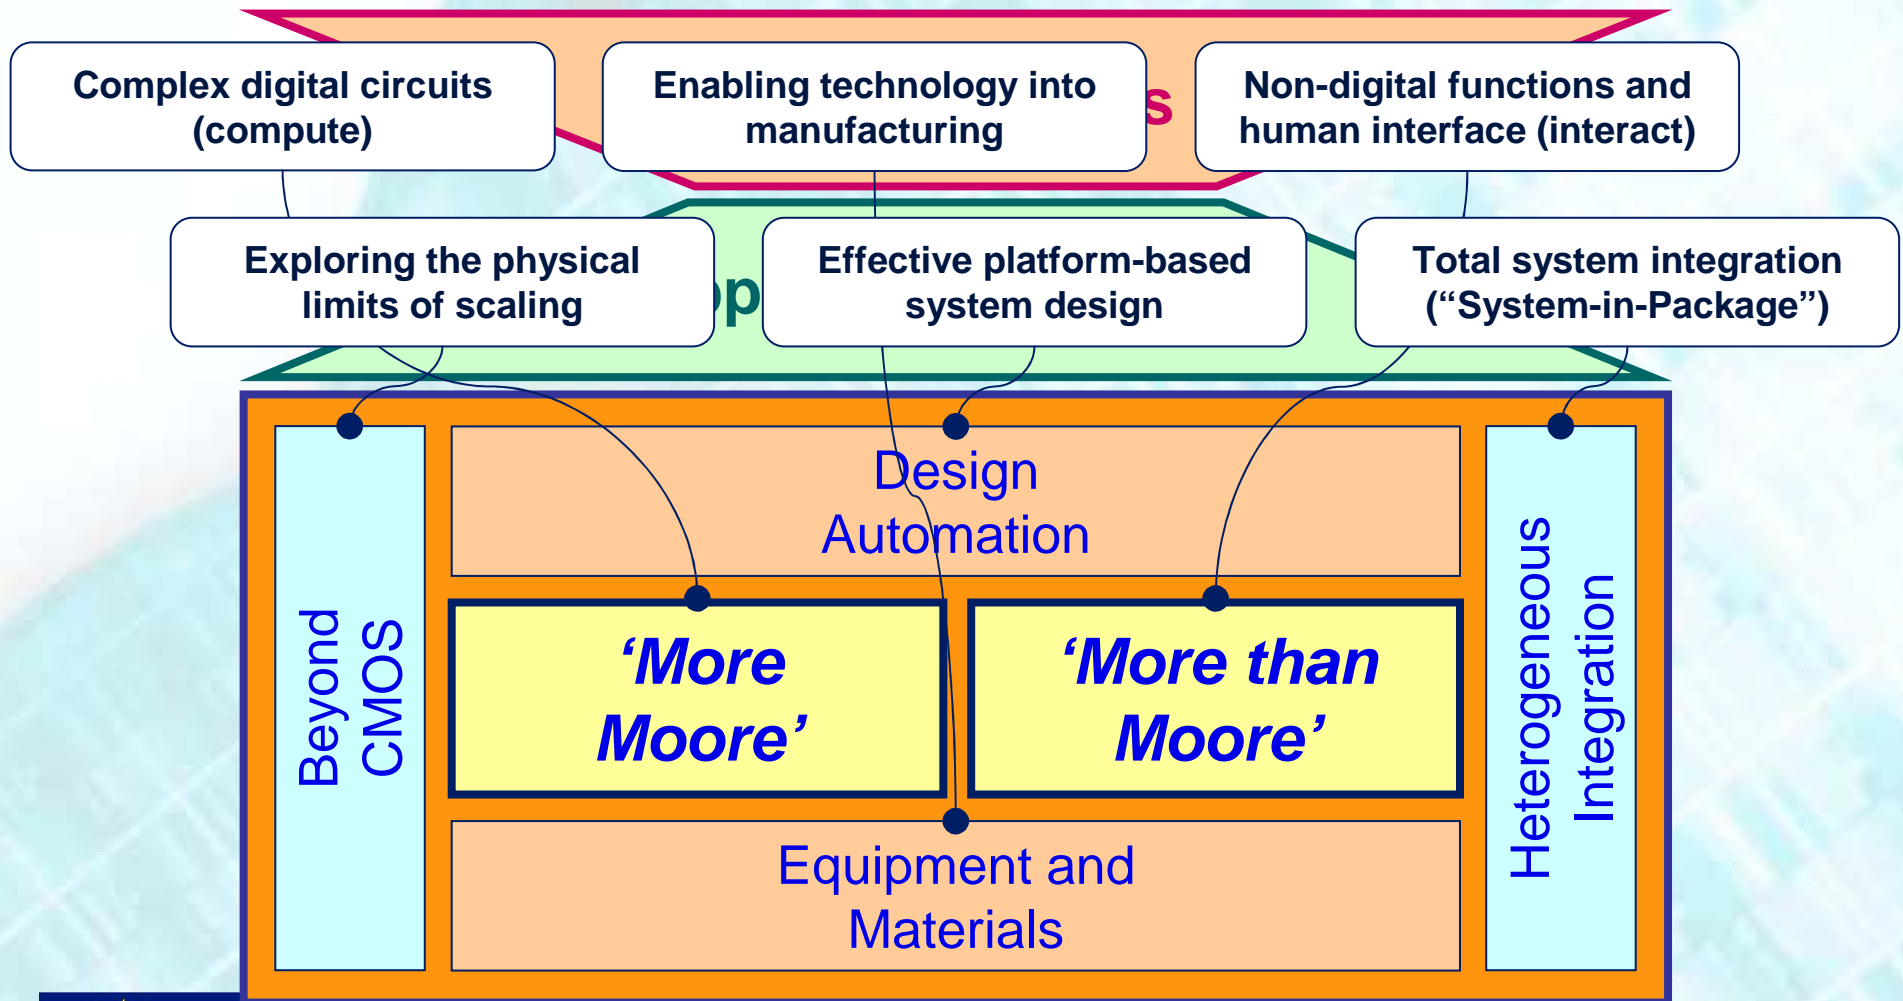 Complex digital circuits
(compute)
Enabling technology into
manufacturing
Non-digital functions and
human interface (interact)
Exploring the physical
limits of scaling
Effective platform-based
system design
Total system integration
(“System-in-Package”)
Design
Automation
Beyond
CMOS
‘More
Moore’
‘More than
Moore’
Heterogeneous
Integration
Equipment and
Materials